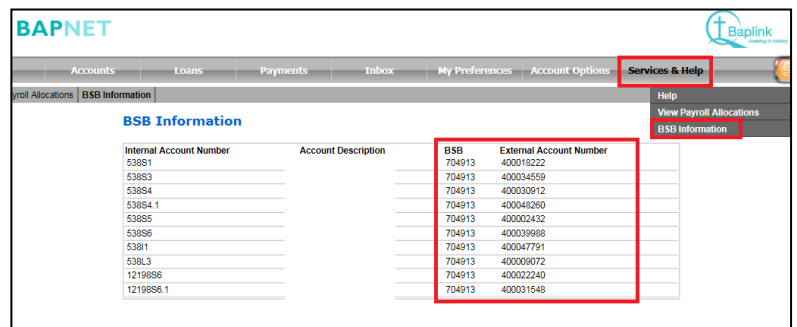 BAPNET
Baplink
investing in ministry
Accounts Loans Payments Inbox My Preferences Account Options Services & Help
yroll Allocations BSB Information
Help
View Payroll Allocations
BSB Information
BSB Information
Internal Account Number Account Description BSB External Account Number
538S1 704913 400018222
538S3 704913 400034559
538S4 704913 400030912
538S4.1 704913 400048260
538S5 704913 400002432
538S6 704913 400039988
538I1 704913 400047791
538L3 704913 400009072
12198S6 704913 400022240
12198S6.1 704913 400031548